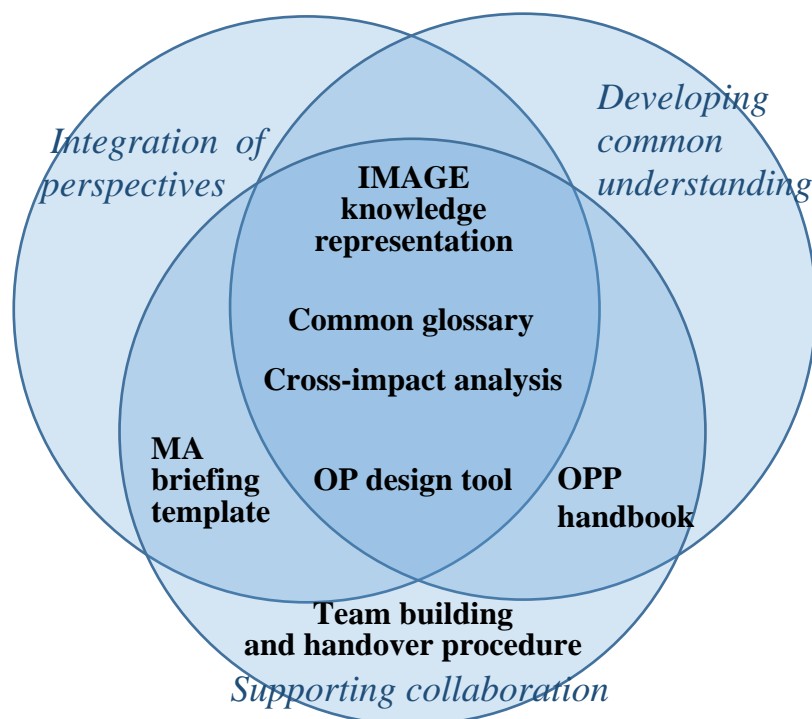 Integration of
perspectives
Developing
common
understanding
IMAGE
knowledge
representation
Common glossary
Cross-impact analysis
MA
briefing
template
OP design tool
OPP
handbook
Team building
and handover procedure
Supporting collaboration